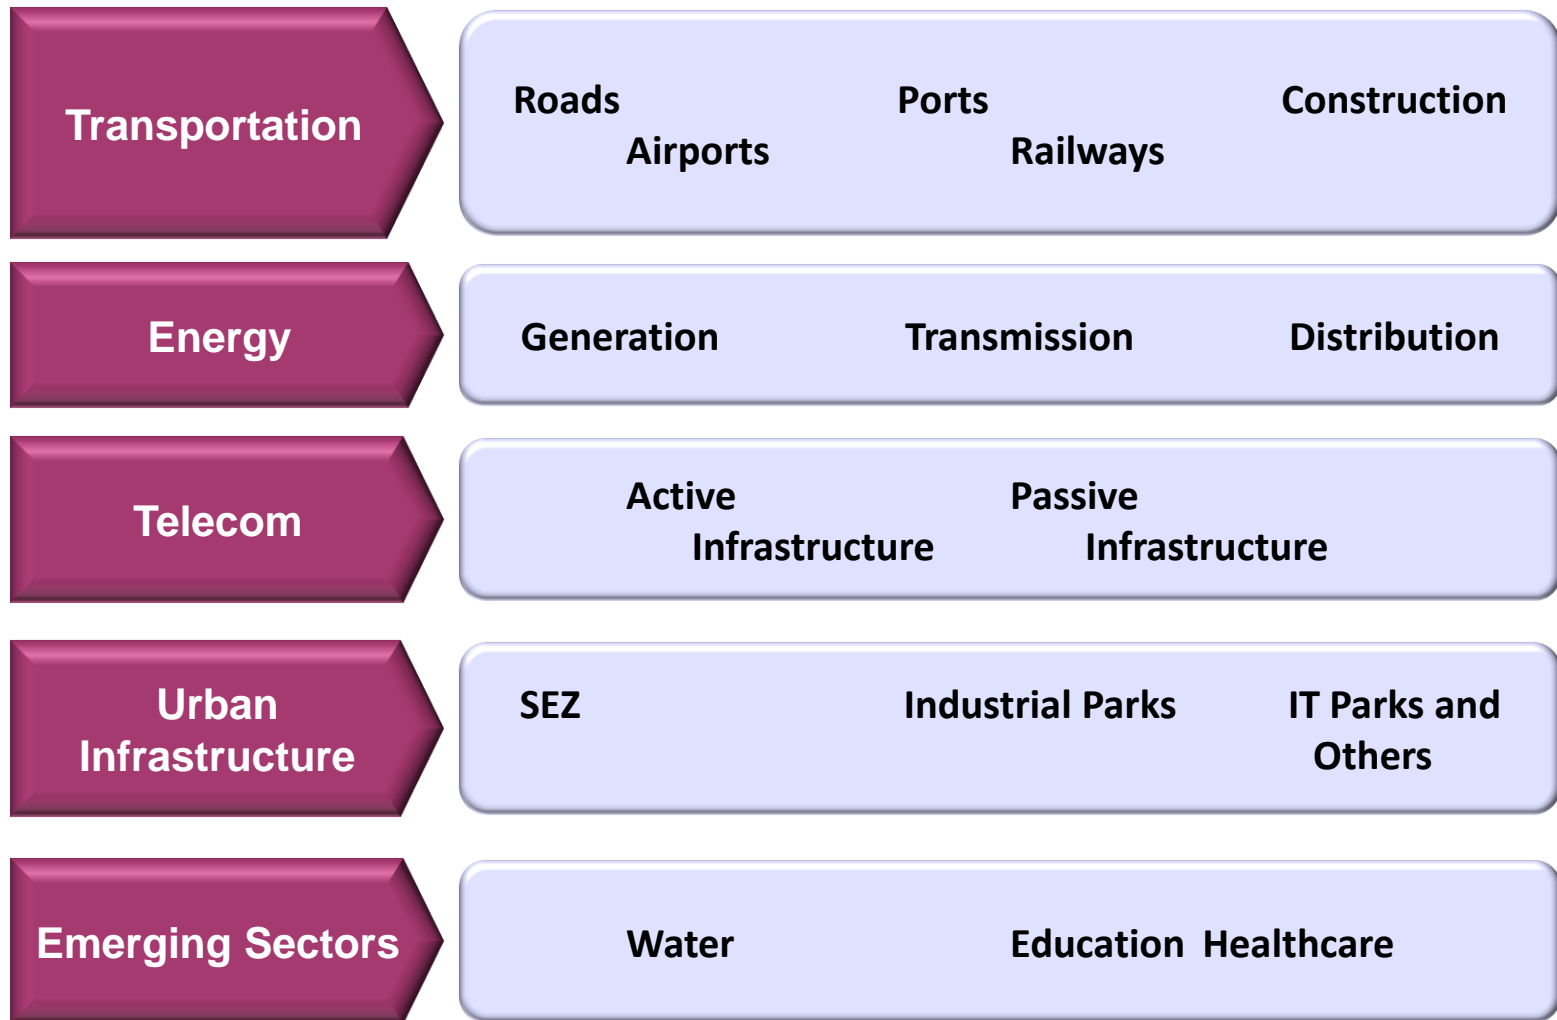 Transportation
Roads Ports Construction
Airports Railways
Energy
Generation Transmission Distribution
Telecom
Active Passive
Infrastructure Infrastructure
Urban
Infrastructure
SEZ Industrial Parks IT Parks and
Others
Emerging Sectors
Water Education Healthcare